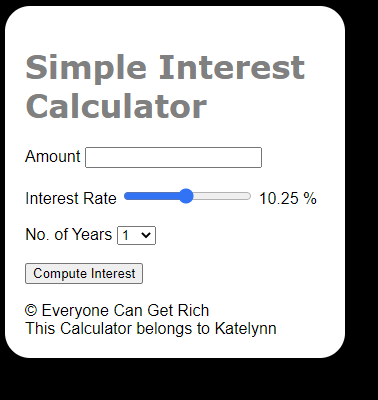 Simple Interest
Calculator
Amount
Interest Rate 10.25 %
No. of Years 1
Compute Interest
© Everyone Can Get Rich
This Calculator belongs to Katelynn